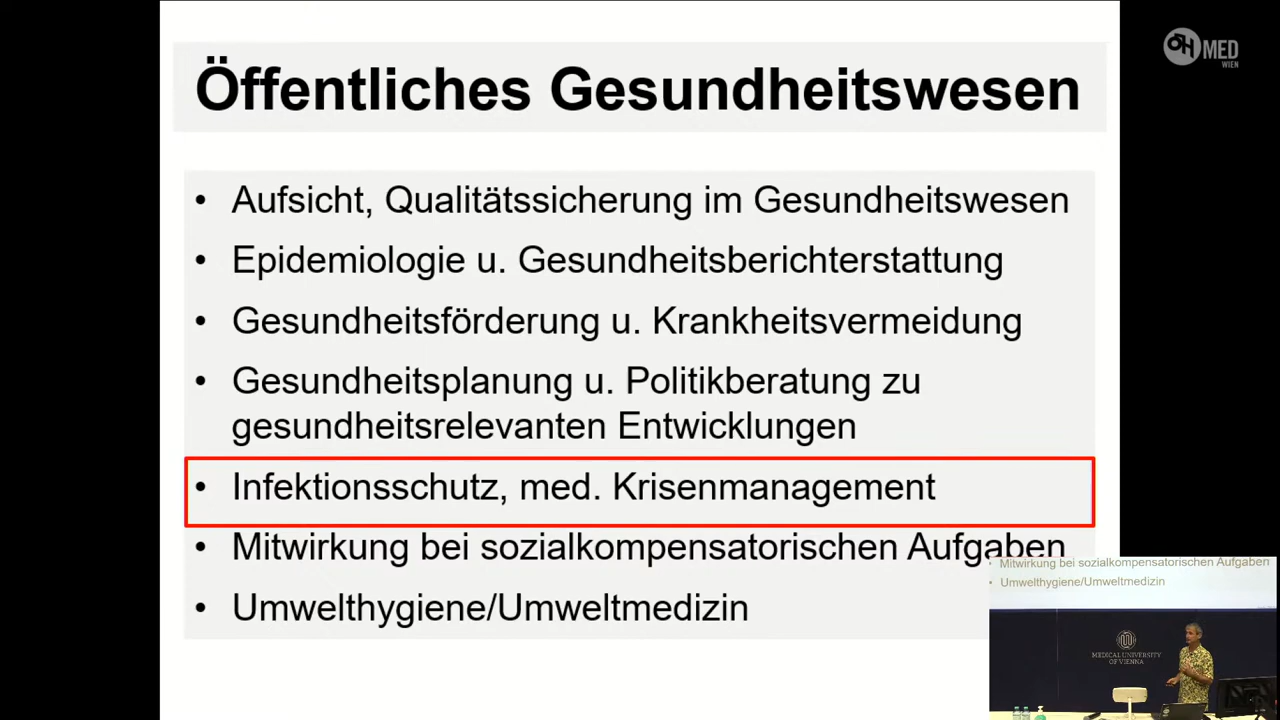 ÖH MED
WIEN
Öffentliches Gesundheitswesen
• Aufsicht, Qualitätssicherung im Gesundheitswesen
• Epidemiologie u. Gesundheitsberichterstattung
• Gesundheitsförderung u. Krankheitsvermeidung
• Gesundheitsplanung u. Politikberatung zu
gesundheitsrelevanten Entwicklungen
• Infektionsschutz, med. Krisenmanagement
• Mitwirkung bei sozialkompensatorischen Aufgaben
• Umwelthygiene/Umweltmedizin
• Mitwirkung bei sozialkompensatorischen Aufgaben
• Umwelthygiene/Umweltmedizin
MEDICAL UNIVERSITY
OF VIENNA